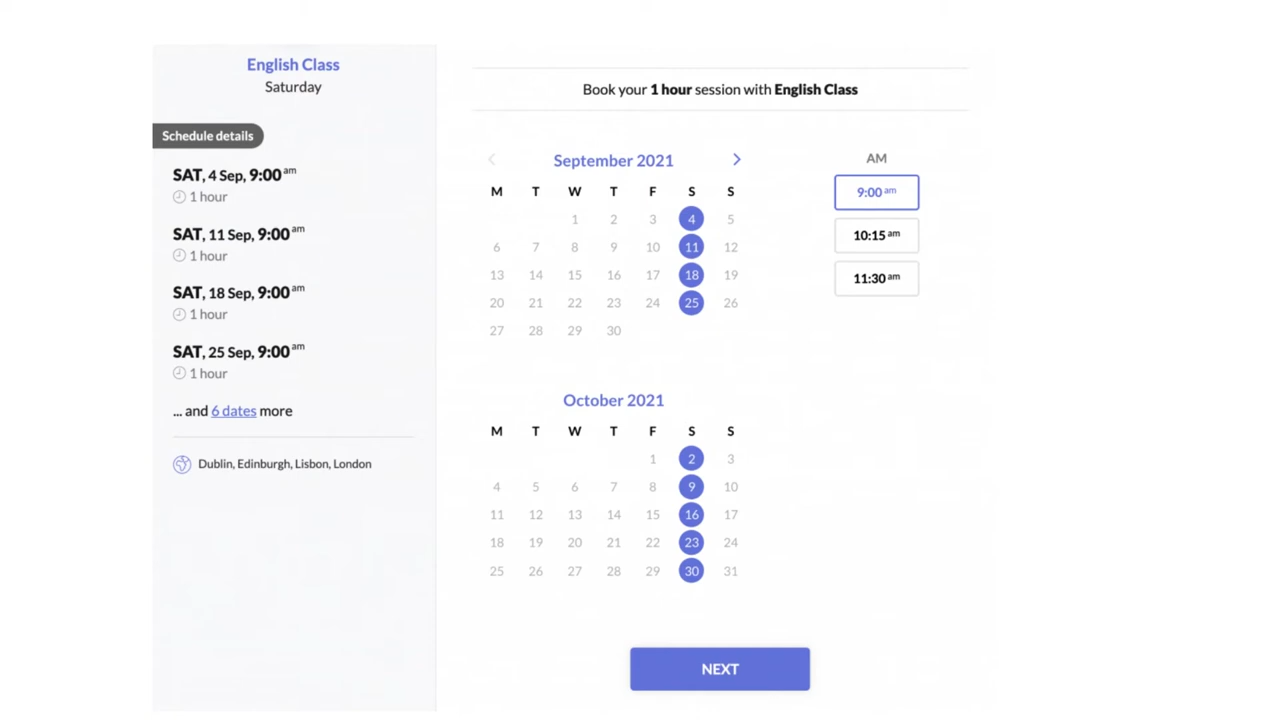 English Class
Saturday
Schedule details
SAT, 4 Sep, 9:00 am
1 hour
SAT, 11 Sep, 9:00 am
1 hour
SAT, 18 Sep, 9:00 am
1 hour
SAT, 25 Sep, 9:00 am
1 hour
... and 6 dates more
Dublin, Edinburgh, Lisbon, London
Book your 1 hour session with English Class
September 2021
M T W T F S S
1 2 3 4 5
6 7 8 9 10 11 12
13 14 15 16 17 18 19
20 21 22 23 24 25 26
27 28 29 30
October 2021
M T W T F S S
1 2 3
4 5 6 7 8 9 10
11 12 13 14 15 16 17
18 19 20 21 22 23 24
25 26 27 28 29 30 31
AM
9:00 am
10:15 am
11:30 am
NEXT